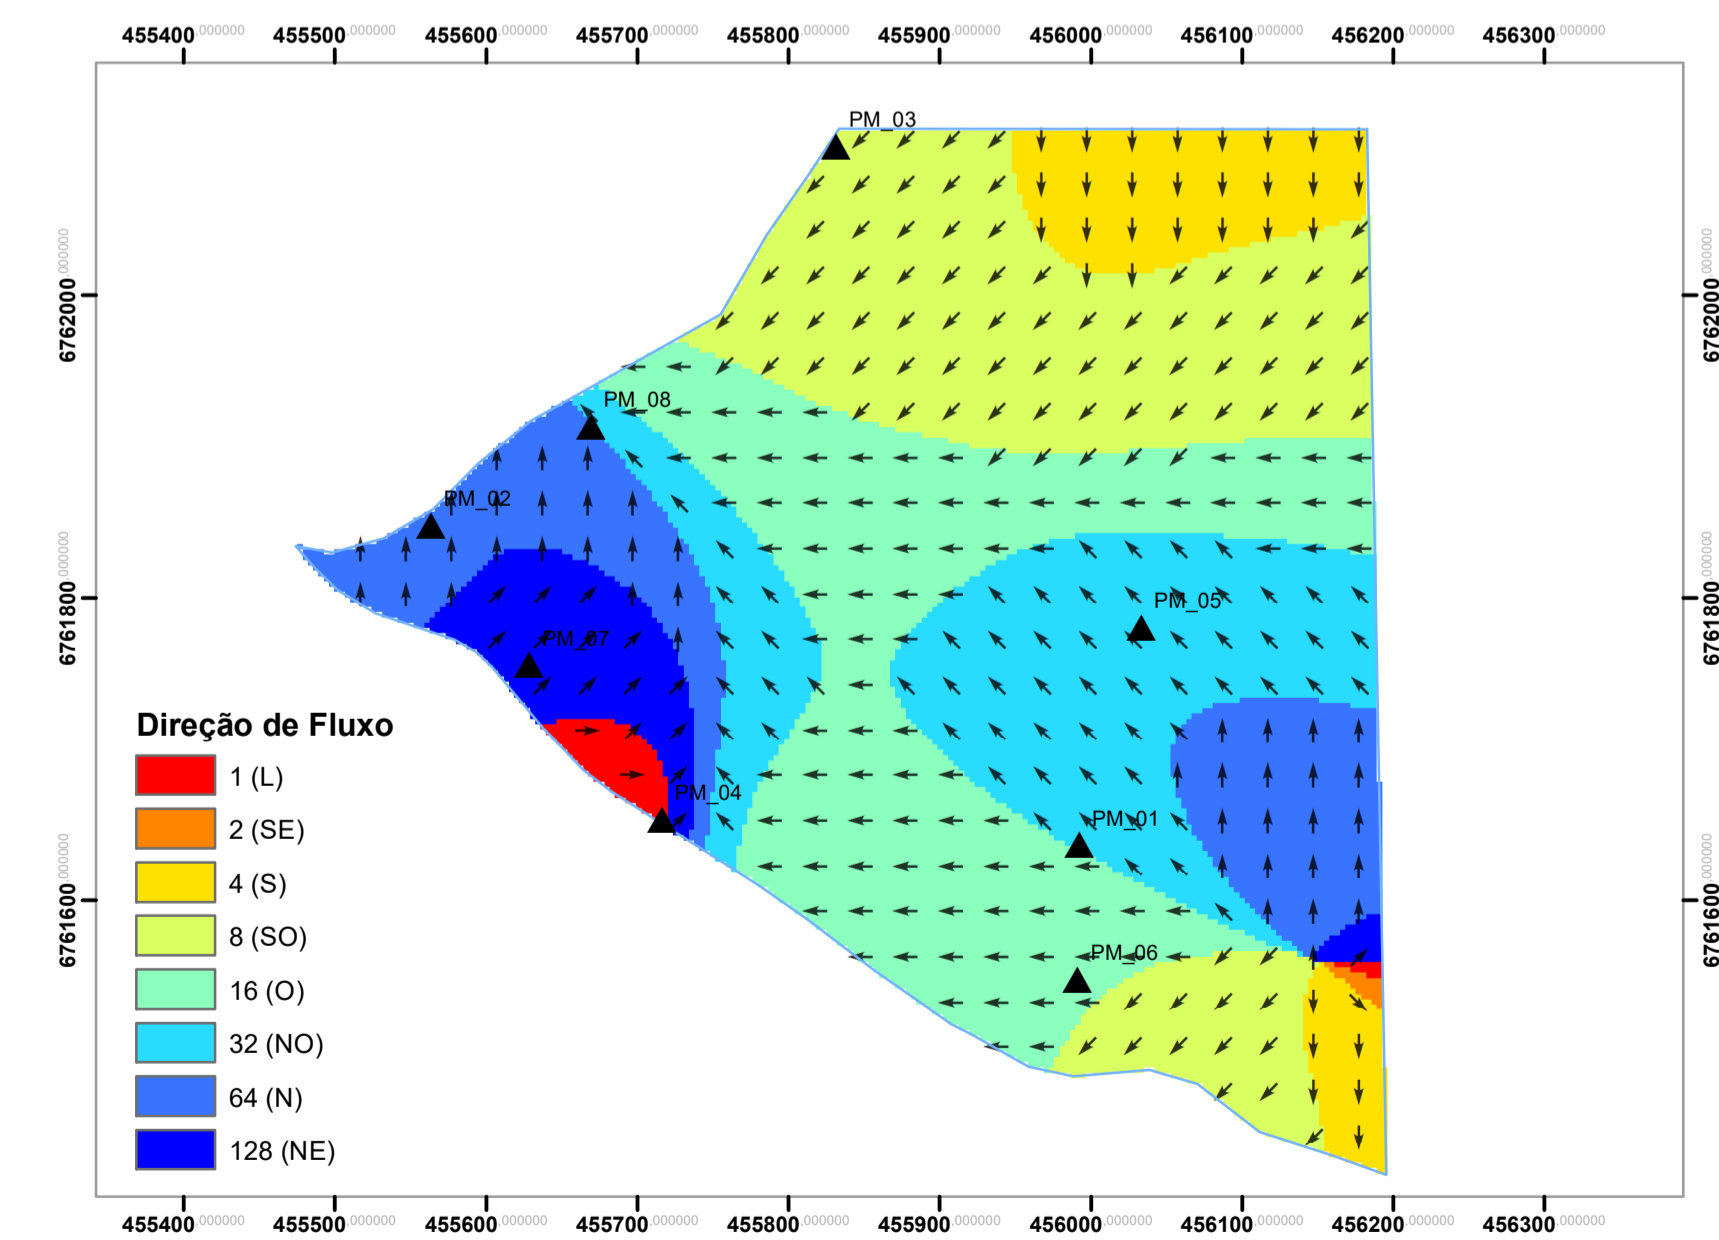 455400,000000 455500,000000 455600,000000 455700,000000 455800,000000 455900,000000 456000,000000 456100,000000 456200,000000 456300,000000
PM_03
6762000,000000
6762000,000000
PM_08
PM_02
6761800,000000
PM_05
6761800,000000
PM_07
Direção de Fluxo
1 (L)
PM_04
PM_01
2 (SE)
4 (S)
6761600,000000
6761600,000000
8 (SO)
PM_06
16 (O)
32 (NO)
64 (N)
128 (NE)
455400,000000 455500,000000 455600,000000 455700,000000 455800,000000 455900,000000 456000,000000 456100,000000 456200,000000 456300,000000